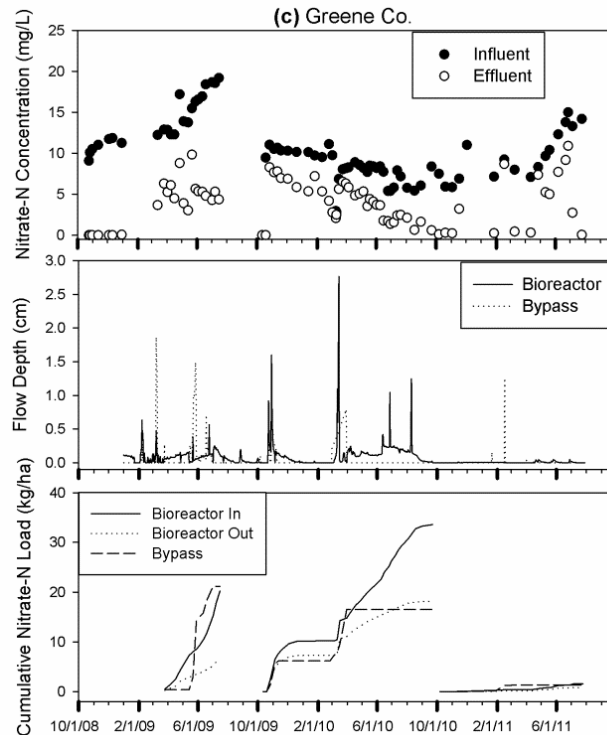 (c) Greene Co.
Nitrate-N Concentration (mg/L)
25
20
15
10
5
0
Influent
Effluent
Flow Depth (cm)
3.0
2.5
2.0
1.5
1.0
0.5
0.0
Bioreactor
Bypass
Cumulative Nitrate-N Load (kg/ha)
40
30
20
10
0
Bioreactor In
Bioreactor Out
Bypass
10/1/08 2/1/09 6/1/09 10/1/09 2/1/10 6/1/10 10/1/10 2/1/11 6/1/11